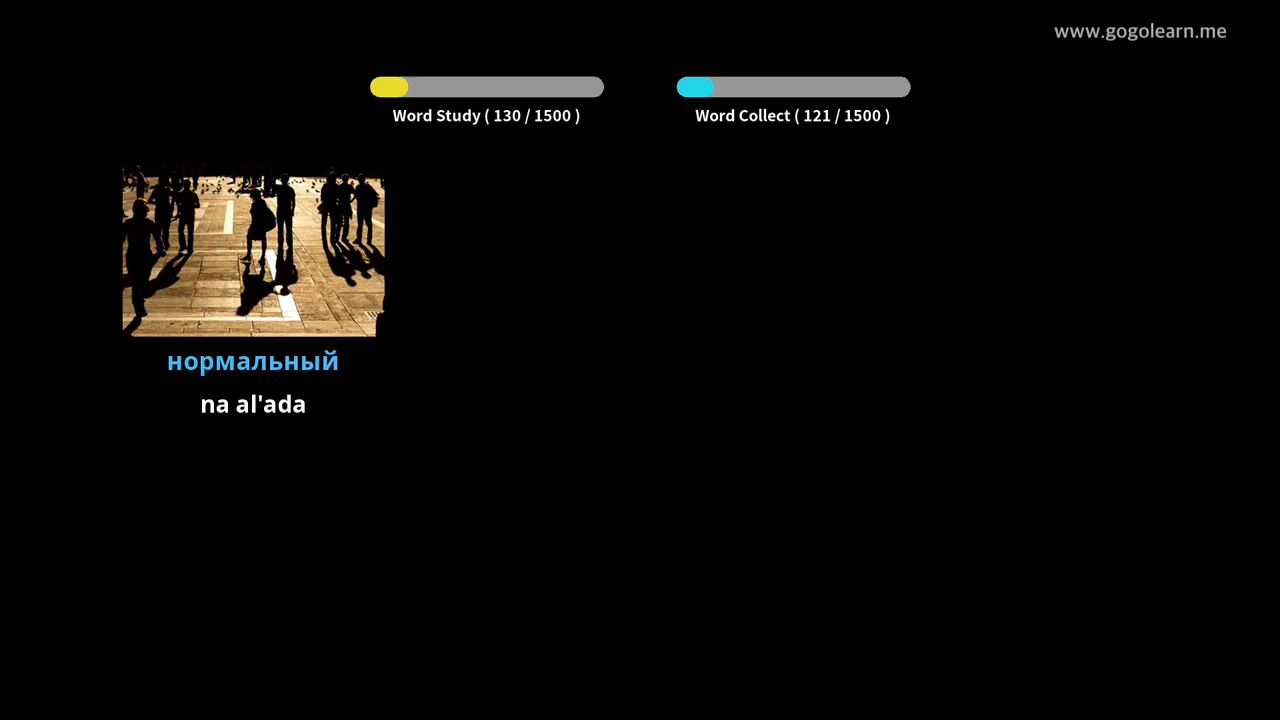 www.gogolearn.me
Word Study ( 130 / 1500 )
Word Collect ( 121 / 1500 )
нормальный
na al'ada